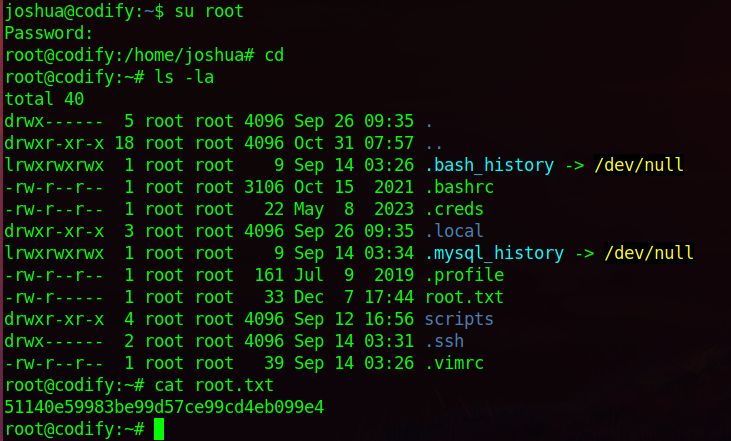 joshua@codify:~$ su root
Password:
root@codify:/home/joshua# cd
root@codify:~# ls -la
total 40
drwx------  5 root root 4096 Sep 26 09:35 .
drwxr-xr-x 18 root root 4096 Oct 31 07:57 ..
lrwxrwxrwx  1 root root    9 Sep 14 03:26 .bash_history -> /dev/null
-rw-r--r--  1 root root 3106 Oct 15  2021 .bashrc
-rw-r--r--  1 root root   22 May  8  2023 .creds
drwxr-xr-x  3 root root 4096 Sep 26 09:35 .local
lrwxrwxrwx  1 root root    9 Sep 14 03:34 .mysql_history -> /dev/null
-rw-r--r--  1 root root  161 Jul  9  2019 .profile
-rw-r-----  1 root root   33 Dec  7 17:44 root.txt
drwxr-xr-x  4 root root 4096 Sep 12 16:56 scripts
drwx------  2 root root 4096 Sep 14 03:31 .ssh
-rw-r--r--  1 root root   39 Sep 14 03:26 .vimrc
root@codify:~# cat root.txt
51140e59983be99d57ce99cd4eb099e4
root@codify:~#